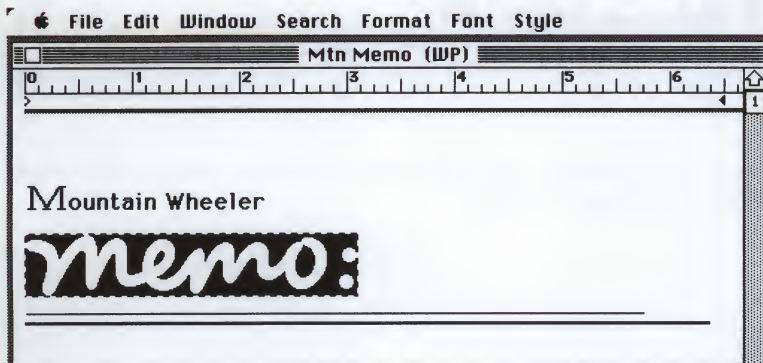 File Edit Window Search Format Font Style
Mtn Memo (WP)
0 1 2 3 4 5 6
1
Mountain Wheeler
memo: